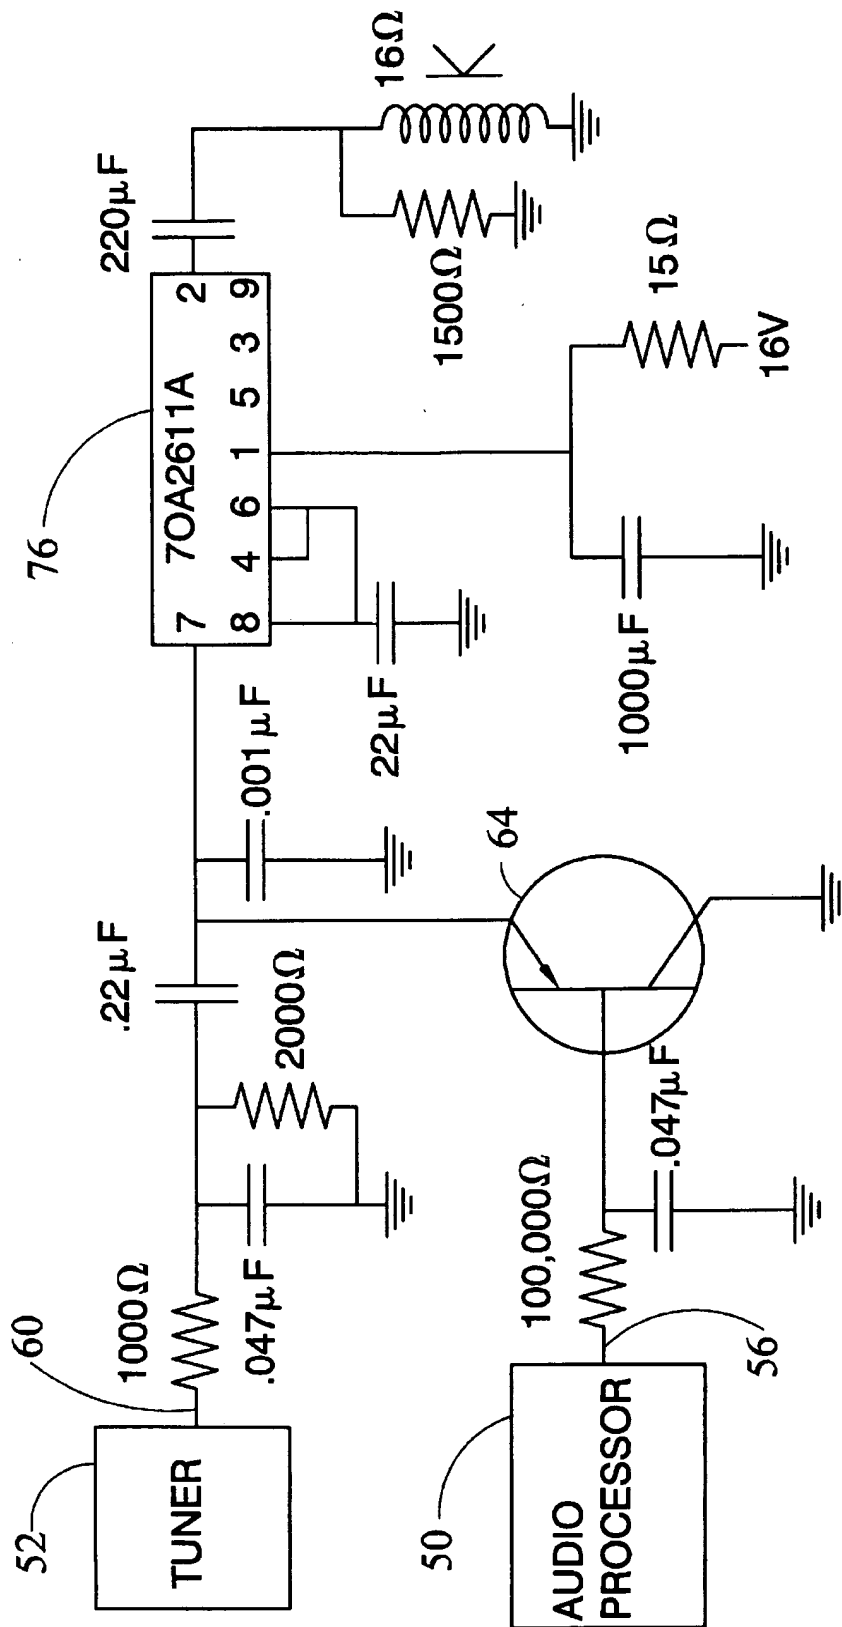 52
TUNER
60
1000Ω
.047µF
2000Ω
.22µF
.001µF
76
7OA2611A
7
2
8
4
6
1
5
3
9
220µF
16Ω
1500Ω
22µF
1000µF
15Ω
16V
50
AUDIO
PROCESSOR
56
100,000Ω
.047µF
64